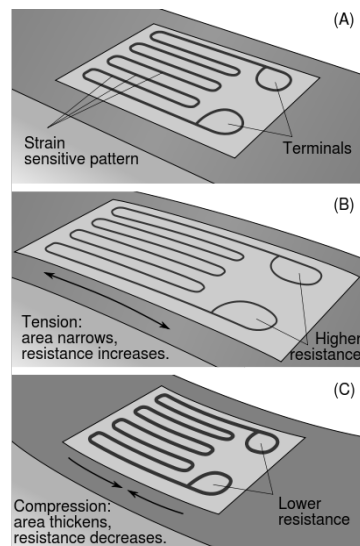 (A)
Strain
sensitive pattern
Terminals
(B)
Tension:
area narrows,
resistance increases.
Higher
resistance
(C)
Compression:
area thickens,
resistance decreases.
Lower
resistance